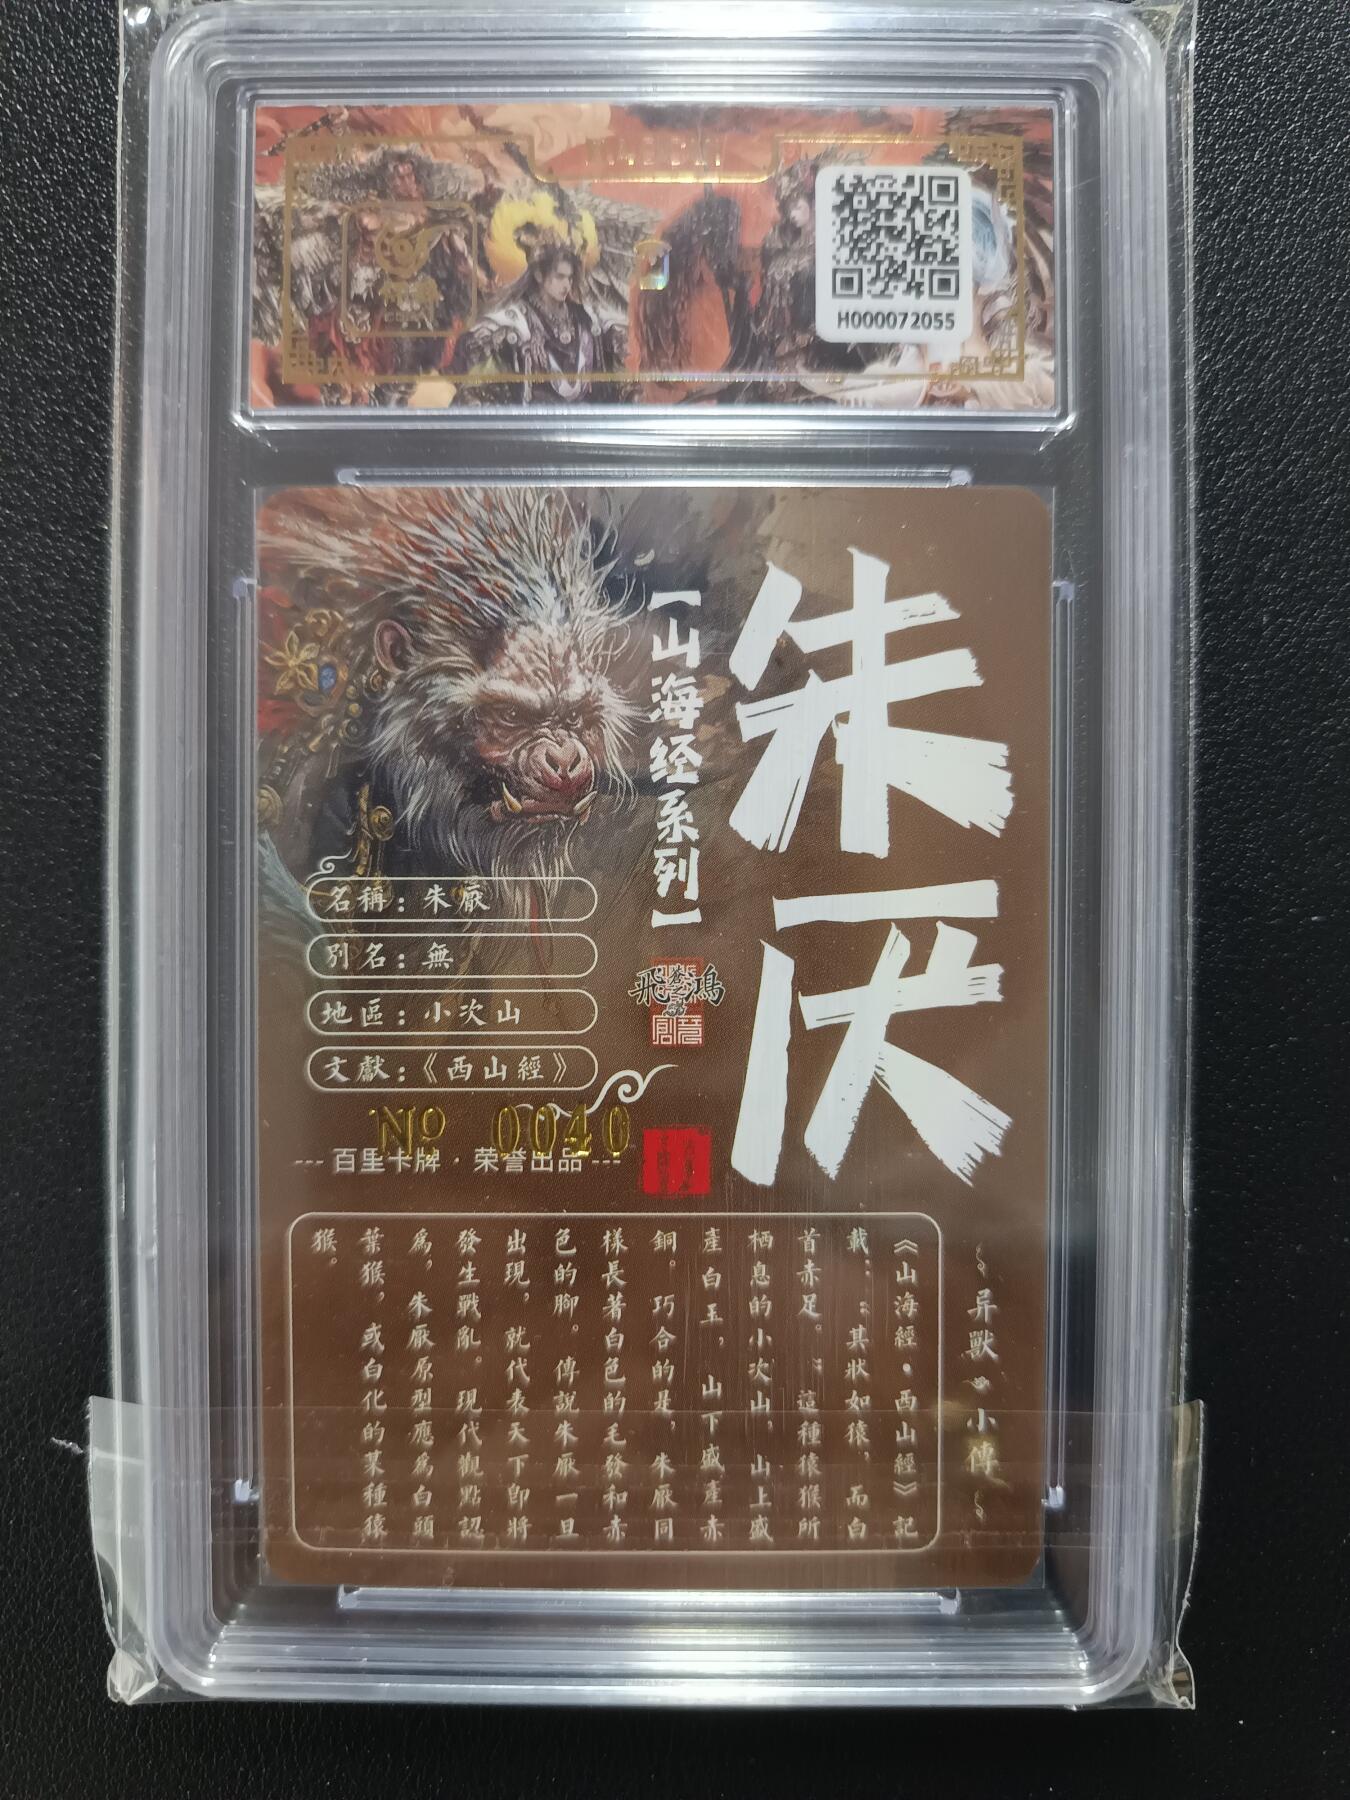 H000072055
朱厌
【山海经系列】
飛鴻
名稱：朱厭
別名：無
地區：小次山
文獻：《西山經》
№ 0040
--- 百里卡牌 · 荣誉出品 ---
异獸 小傳
《山海經·西山經》記
載：：其狀如猿，而白
首赤足。：這種猿猴所
栖息的小次山，山上盛
產白玉，山下盛產赤
銅。巧合的是，朱厭同
樣長著白色的毛發和赤
色的腳。傳說朱厭一旦
出現，就代表天下即將
發生戰亂。現代觀點認
爲，朱厭原型應爲白頭
葉猴，或白化的某種猿
猴。